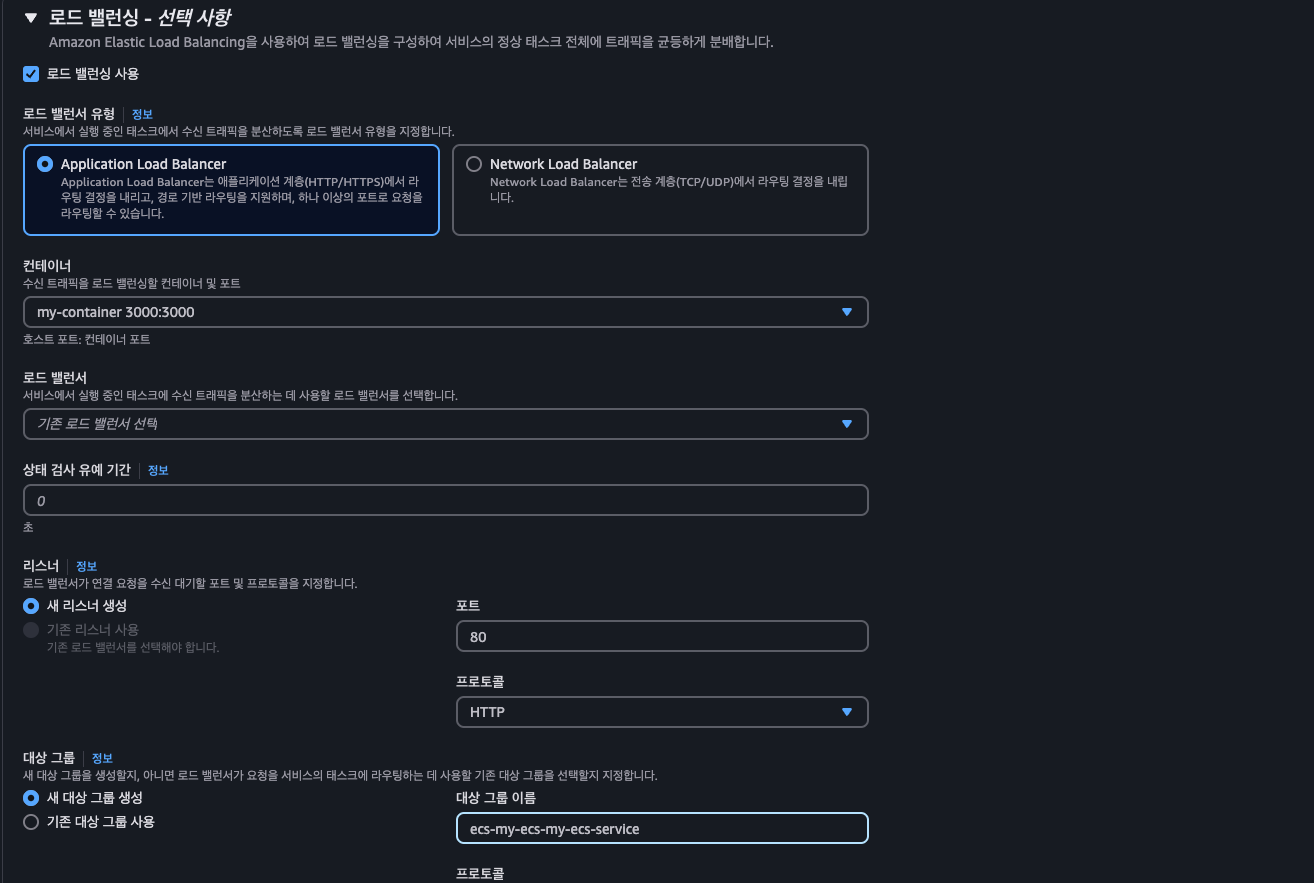 ▼ 로드 밸런싱 - 선택 사항
Amazon Elastic Load Balancing을 사용하여 로드 밸런싱을 구성하여 서비스의 정상 태스크 전체에 트래픽을 균등하게 분배합니다.
로드 밸런싱 사용
로드 밸런서 유형 | 정보
서비스에서 실행 중인 태스크에서 수신 트래픽을 분산하도록 로드 밸런서 유형을 지정합니다.
Application Load Balancer
Application Load Balancer는 애플리케이션 계층(HTTP/HTTPS)에서 라
우팅 결정을 내리고, 경로 기반 라우팅을 지원하며, 하나 이상의 포트로 요청을
라우팅할 수 있습니다.
Network Load Balancer
Network Load Balancer는 전송 계층(TCP/UDP)에서 라우팅 결정을 내립
니다.
컨테이너
수신 트래픽을 로드 밸런싱할 컨테이너 및 포트
my-container 3000:3000
호스트 포트: 컨테이너 포트
로드 밸런서
서비스에서 실행 중인 태스크에 수신 트래픽을 분산하는 데 사용할 로드 밸런서를 선택합니다.
기존 로드 밸런서 선택
상태 검사 유예 기간 | 정보
0
초
리스너 | 정보
로드 밸런서가 연결 요청을 수신 대기할 포트 및 프로토콜을 지정합니다.
새 리스너 생성
기존 리스너 사용
기존 로드 밸런서를 선택해야 합니다.
포트
80
프로토콜
HTTP
대상 그룹 | 정보
새 대상 그룹을 생성할지, 아니면 로드 밸런서가 요청을 서비스의 태스크에 라우팅하는 데 사용할 기존 대상 그룹을 선택할지 지정합니다.
새 대상 그룹 생성
기존 대상 그룹 사용
대상 그룹 이름
ecs-my-ecs-my-ecs-service
프로토콜